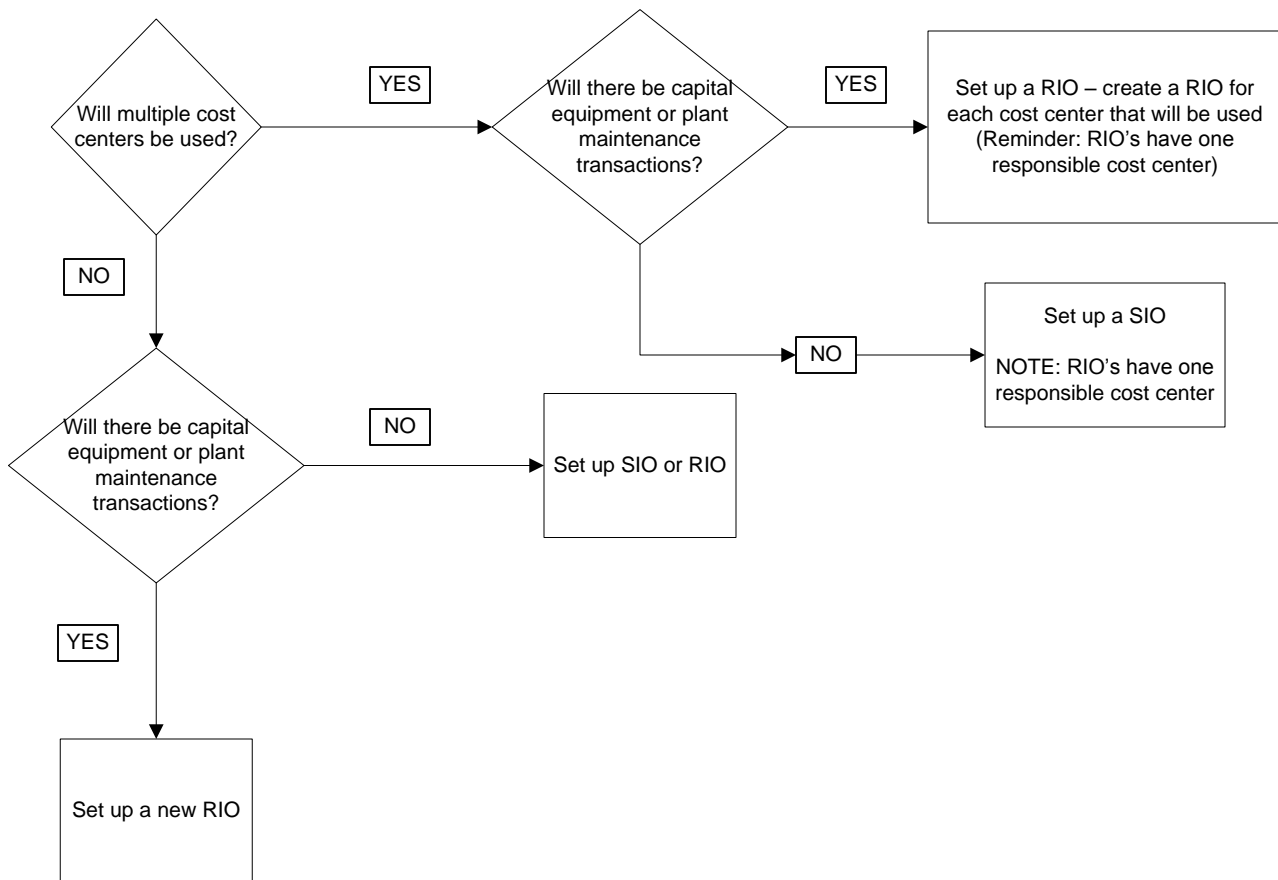 Will multiple cost
centers be used?
YES
Will there be capital
equipment or plant
maintenance
transactions?
YES
Set up a RIO – create a RIO for
each cost center that will be used
(Reminder: RIO's have one
responsible cost center)
NO
Set up a SIO
NOTE: RIO's have one
responsible cost center
NO
Will there be capital
equipment or plant
maintenance
transactions?
NO
Set up SIO or RIO
YES
Set up a new RIO